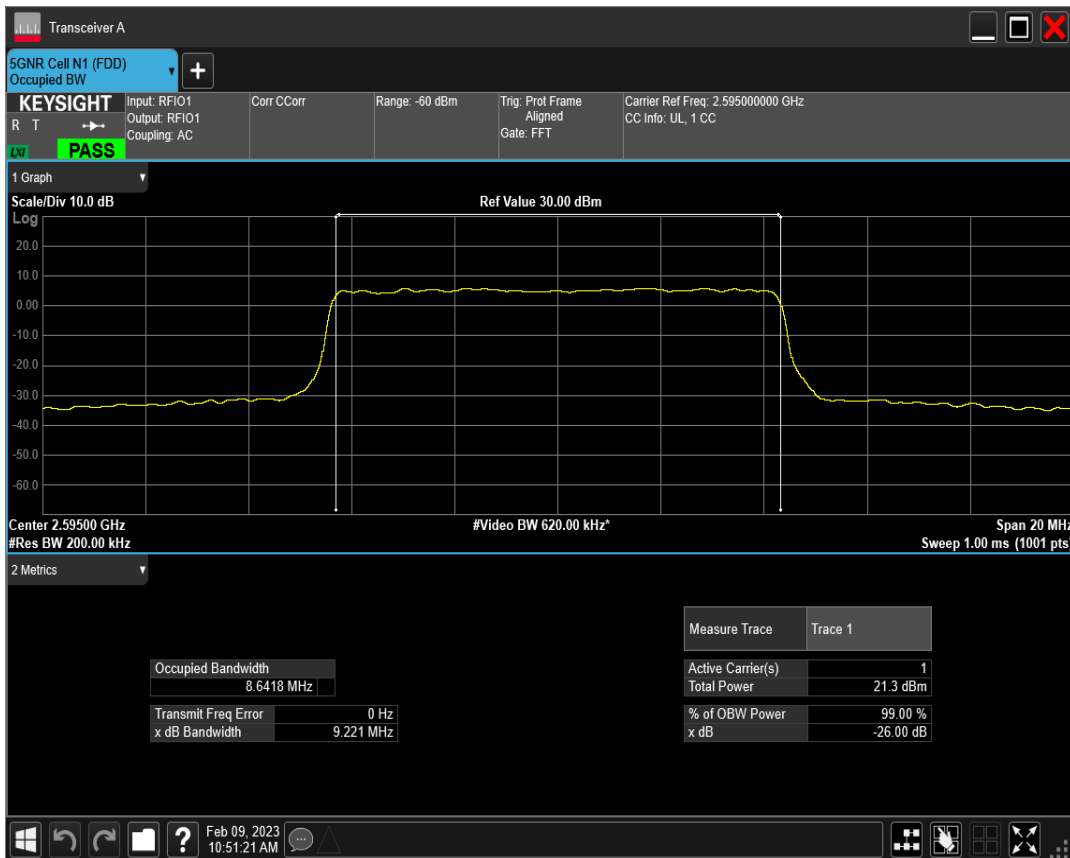 Transceiver A
5GNR Cell N1 (FDD)
Occupied BW
KEYSIGHT
R T
LXI
PASS
Input: RFIO1
Output: RFIO1
Coupling: AC
Corr CCorr
Range: -60 dBm
Trig: Prot Frame
Aligned
Gate: FFT
Carrier Ref Freq: 2.595000000 GHz
CC Info: UL, 1 CC
1 Graph
Scale/Div 10.0 dB
Ref Value 30.00 dBm
Log
20.0
10.0
0.00
-10.0
-20.0
-30.0
-40.0
-50.0
-60.0
Center 2.59500 GHz
#Video BW 620.00 kHz*
Span 20 MHz
#Res BW 200.00 kHz
Sweep 1.00 ms (1001 pts)
2 Metrics
Measure Trace Trace 1
Occupied Bandwidth
8.6418 MHz
Active Carrier(s) 1
Total Power 21.3 dBm
Transmit Freq Error 0 Hz
x dB Bandwidth 9.221 MHz
% of OBW Power 99.00 %
x dB -26.00 dB
?
Feb 09, 2023
10:51:21 AM